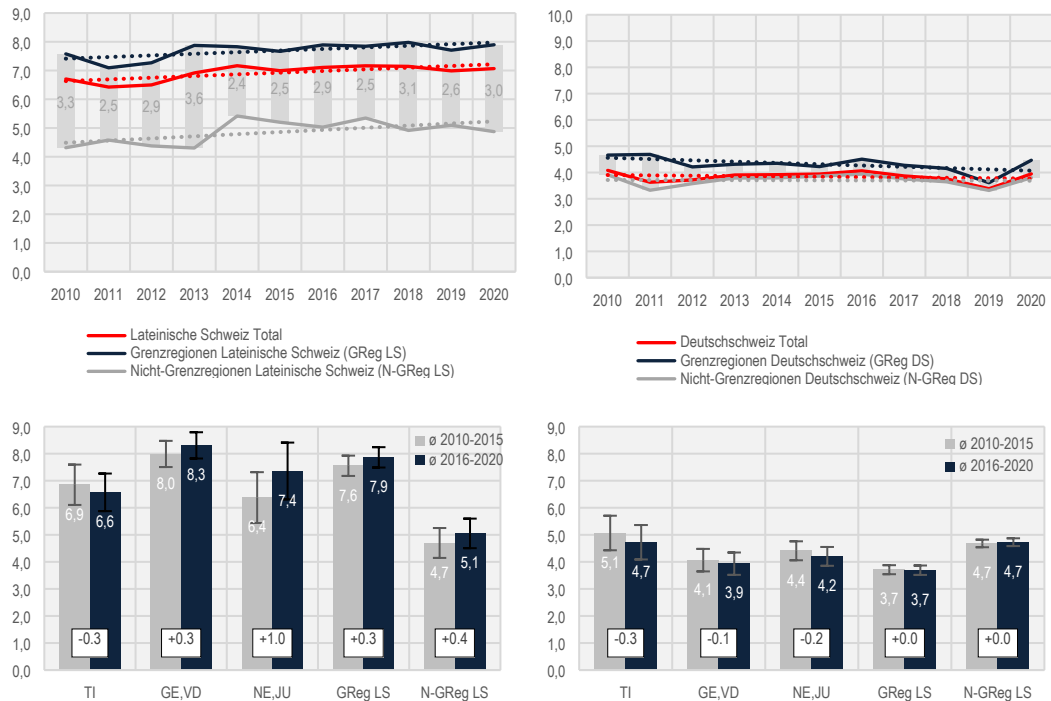 9,0
8,0
7,0
6,0
5,0
4,0
3,0
2,0
1,0
0,0
3,3 2,5 2,9 3,6 2,4 2,5 2,9 2,5 3,1 2,6 3,0
2010 2011 2012 2013 2014 2015 2016 2017 2018 2019 2020
Lateinische Schweiz Total
Grenzregionen Lateinische Schweiz (GReg LS)
Nicht-Grenzregionen Lateinische Schweiz (N-GReg LS)
10,0
9,0
8,0
7,0
6,0
5,0
4,0
3,0
2,0
1,0
0,0
2010 2011 2012 2013 2014 2015 2016 2017 2018 2019 2020
Deutschschweiz Total
Grenzregionen Deutschschweiz (GReg DS)
Nicht-Grenzregionen Deutschschweiz (N-GReg DS)
9,0
8,0
7,0
6,0
5,0
4,0
3,0
2,0
1,0
0,0
ø 2010-2015
ø 2016-2020
6,9 6,6 8,0 8,3 6,4 7,4 7,6 7,9 4,7 5,1
-0.3 +0.3 +1.0 +0.3 +0.4
TI GE,VD NE,JU GReg LS N-GReg LS
9,0
8,0
7,0
6,0
5,0
4,0
3,0
2,0
1,0
0,0
ø 2010-2015
ø 2016-2020
5,1 4,7 4,1 3,9 4,4 4,2 3,7 3,7 4,7 4,7
-0.3 -0.1 -0.2 +0.0 +0.0
TI GE,VD NE,JU GReg LS N-GReg LS